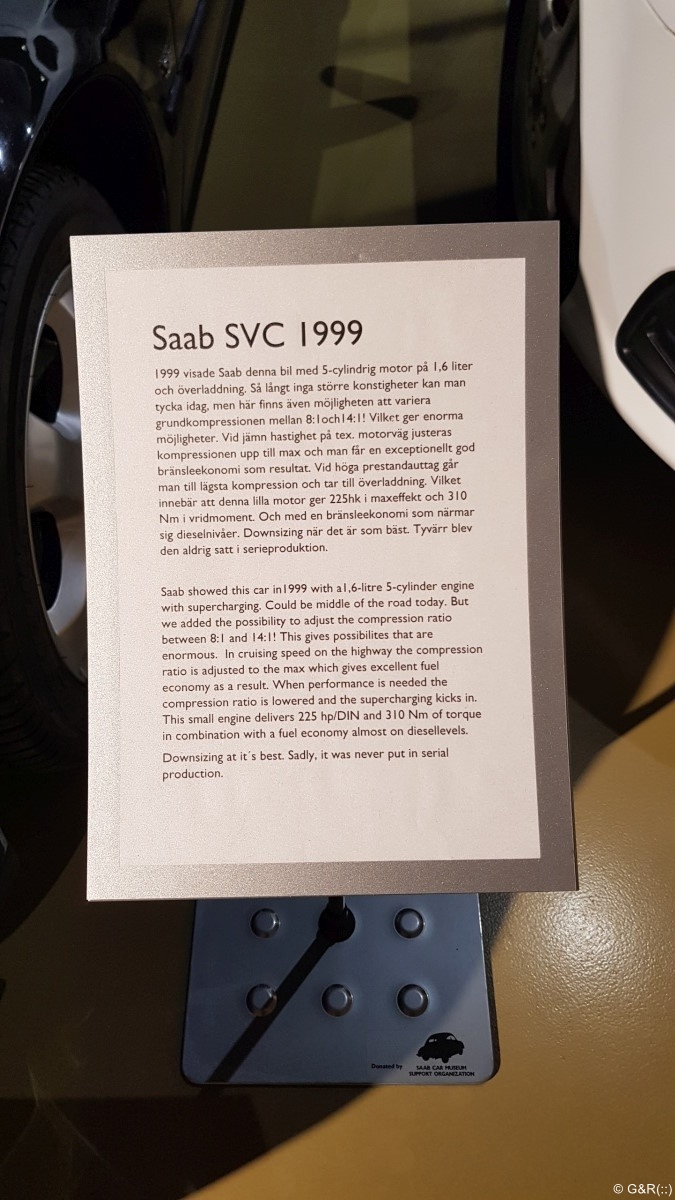 Saab SVC 1999
1999 visade Saab denna bil med 5-cylindrig motor på 1,6 liter
och överladdning. Så långt inga större konstigheter kan man
tycka idag, men här finns även möjligheten att variera
grundkompressionen mellan 8:1och14:1! Vilket ger enorma
möjligheter. Vid jämn hastighet på tex. motorväg justeras
kompressionen upp till max och man får en exceptionellt god
bränsleekonomi som resultat. Vid höga prestandauttag går
man till lägsta kompression och tar till överladdning. Vilket
innebär att denna lilla motor ger 225hk i maxeffekt och 310
Nm i vridmoment. Och med en bränsleekonomi som närmar
sig dieselnivåer. Downsizing när det är som bäst. Tyvärr blev
den aldrig satt i serieproduktion.
Saab showed this car in1999 with a1,6-litre 5-cylinder engine
with supercharging. Could be middle of the road today. But
we added the possibility to adjust the compression ratio
between 8:1 and 14:1! This gives possibilites that are
enormous. In cruising speed on the highway the compression
ratio is adjusted to the max which gives excellent fuel
economy as a result. When performance is needed the
compression ratio is lowered and the supercharging kicks in.
This small engine delivers 225 hp/DIN and 310 Nm of torque
in combination with a fuel economy almost on diesellevels.
Downsizing at it´s best. Sadly, it was never put in serial
production.
Donated by SAAB CAR MUSEUM
SUPPORT ORGANIZATION
© G&R(::)